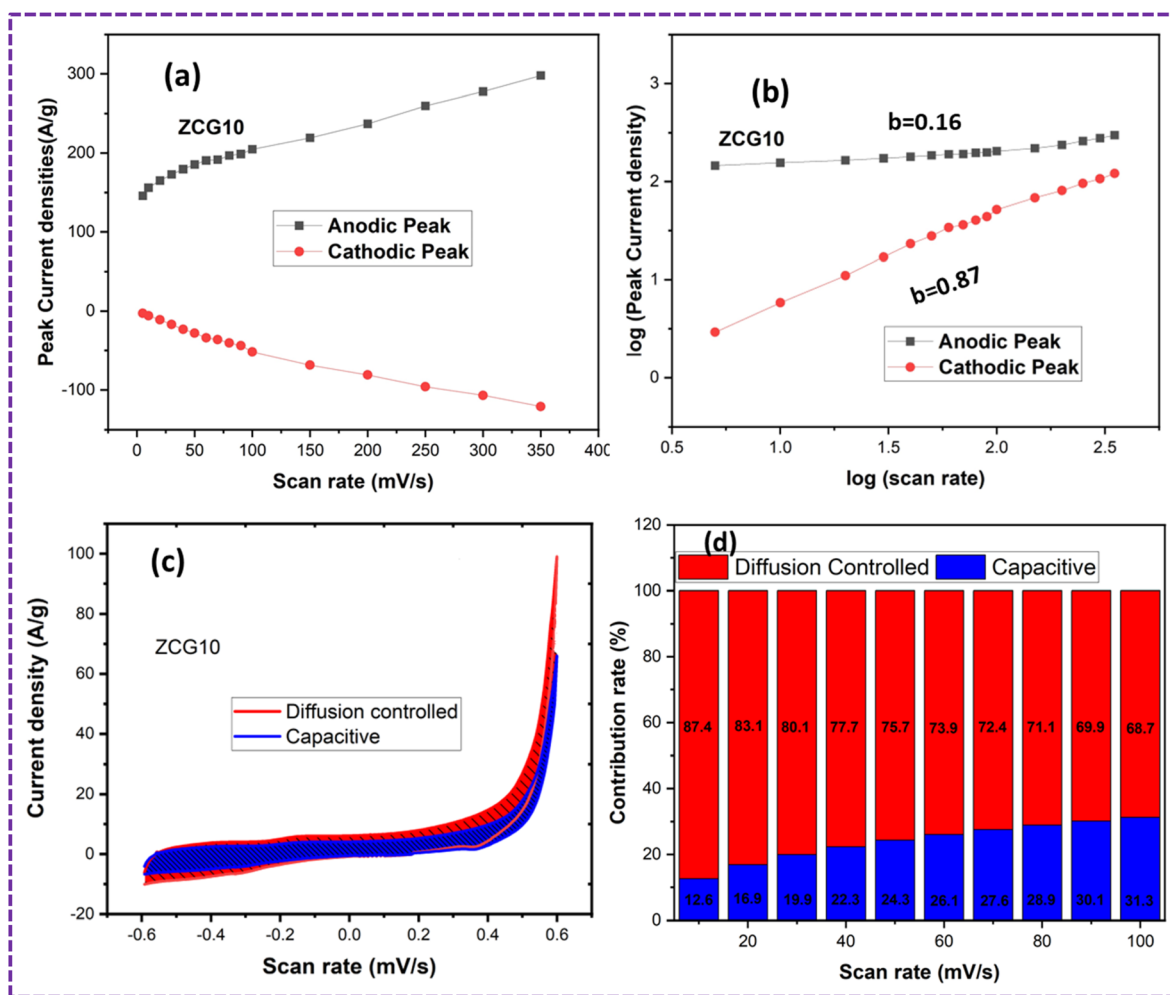 (a)
ZCG10
Anodic Peak
Cathodic Peak
Peak Current densities(A/g)
300
200
100
0
-100
0
50
100
150
200
250
300
350
400
Scan rate (mV/s)
(b)
ZCG10
b=0.16
b=0.87
Anodic Peak
Cathodic Peak
log (Peak Current density)
3
2
1
0
0.5
1.0
1.5
2.0
2.5
log (scan rate)
(c)
ZCG10
Diffusion controlled
Capacitive
Current density (A/g)
100
80
60
40
20
0
-20
-0.6
-0.4
-0.2
0.0
0.2
0.4
0.6
Scan rate (mV/s)
(d)
Diffusion Controlled
Capacitive
Contribution rate (%)
120
100
80
60
40
20
0
87.4
83.1
80.1
77.7
75.7
73.9
72.4
71.1
69.9
68.7
12.6
16.9
19.9
22.3
24.3
26.1
27.6
28.9
30.1
31.3
20
40
60
80
100
Scan rate (mV/s)